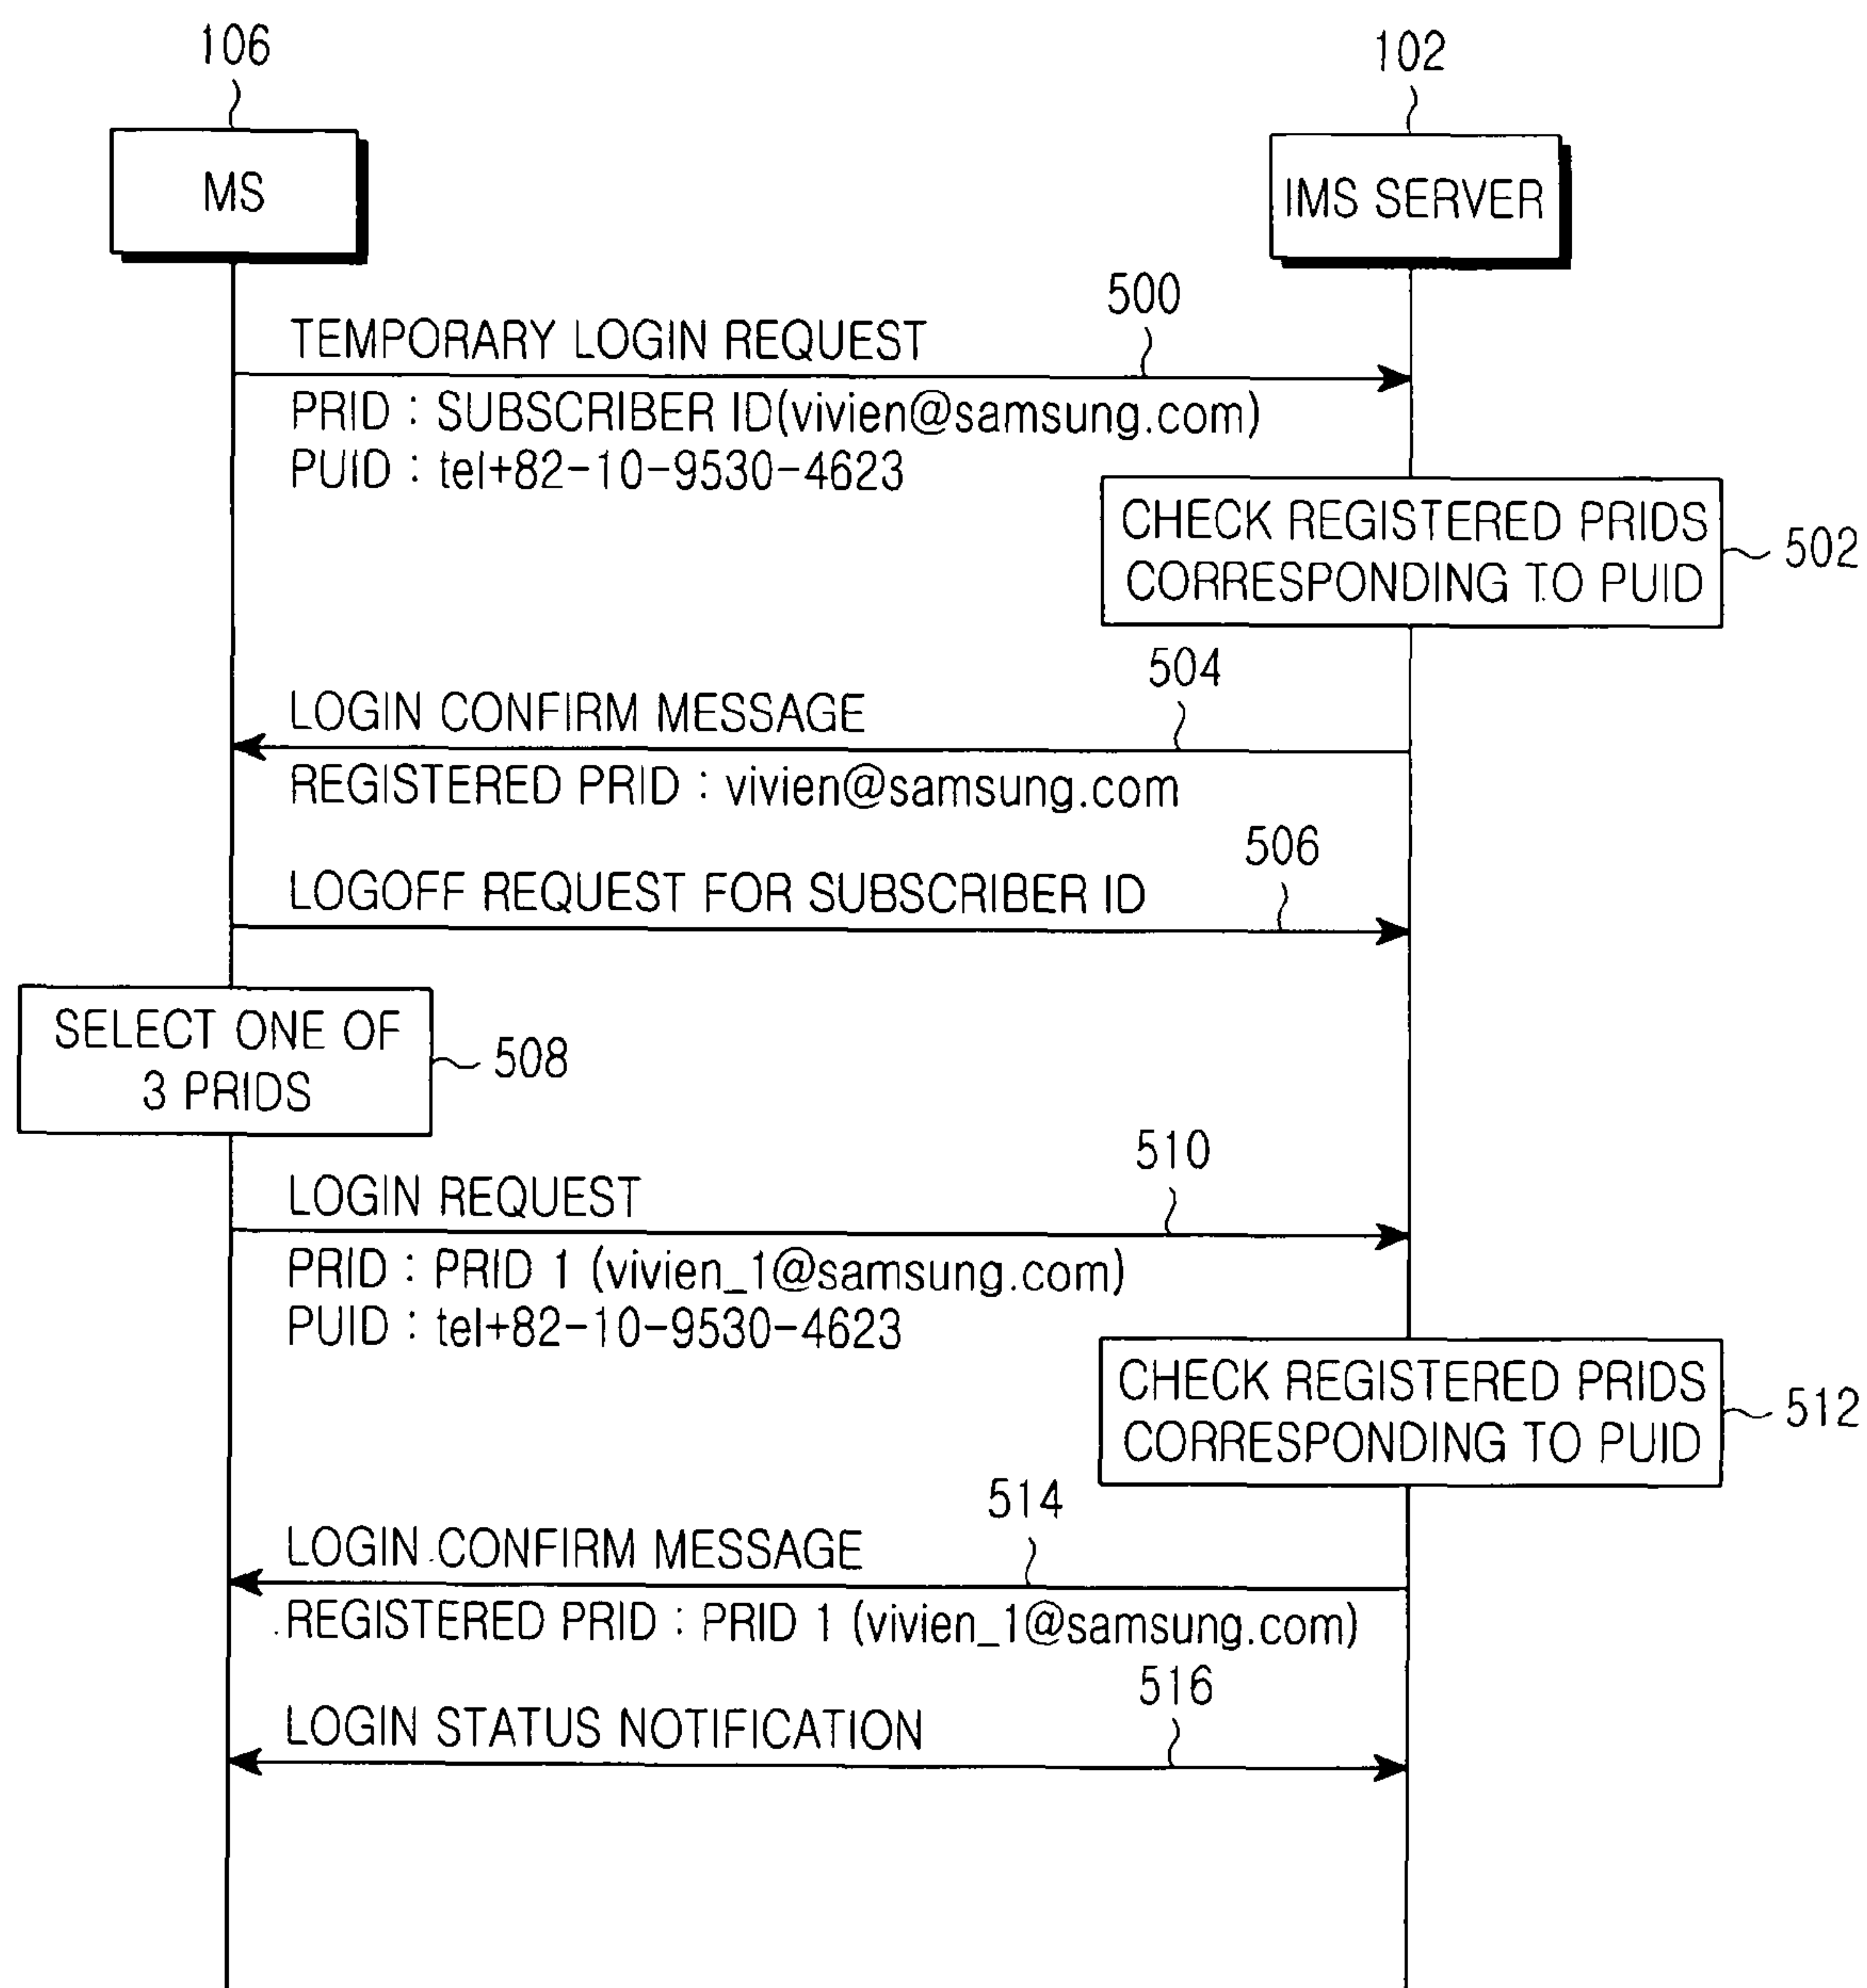 106
102
MS
IMS SERVER
500
TEMPORARY LOGIN REQUEST
PRID : SUBSCRIBER ID(vivien@samsung.com)
PUID : tel+82-10-9530-4623
CHECK REGISTERED PRIDS
CORRESPONDING TO PUID
502
504
LOGIN CONFIRM MESSAGE
REGISTERED PRID : vivien@samsung.com
506
LOGOFF REQUEST FOR SUBSCRIBER ID
SELECT ONE OF
3 PRIDS
508
510
LOGIN REQUEST
PRID : PRID 1 (vivien_1@samsung.com)
PUID : tel+82-10-9530-4623
CHECK REGISTERED PRIDS
CORRESPONDING TO PUID
512
514
LOGIN CONFIRM MESSAGE
REGISTERED PRID : PRID 1 (vivien_1@samsung.com)
516
LOGIN STATUS NOTIFICATION